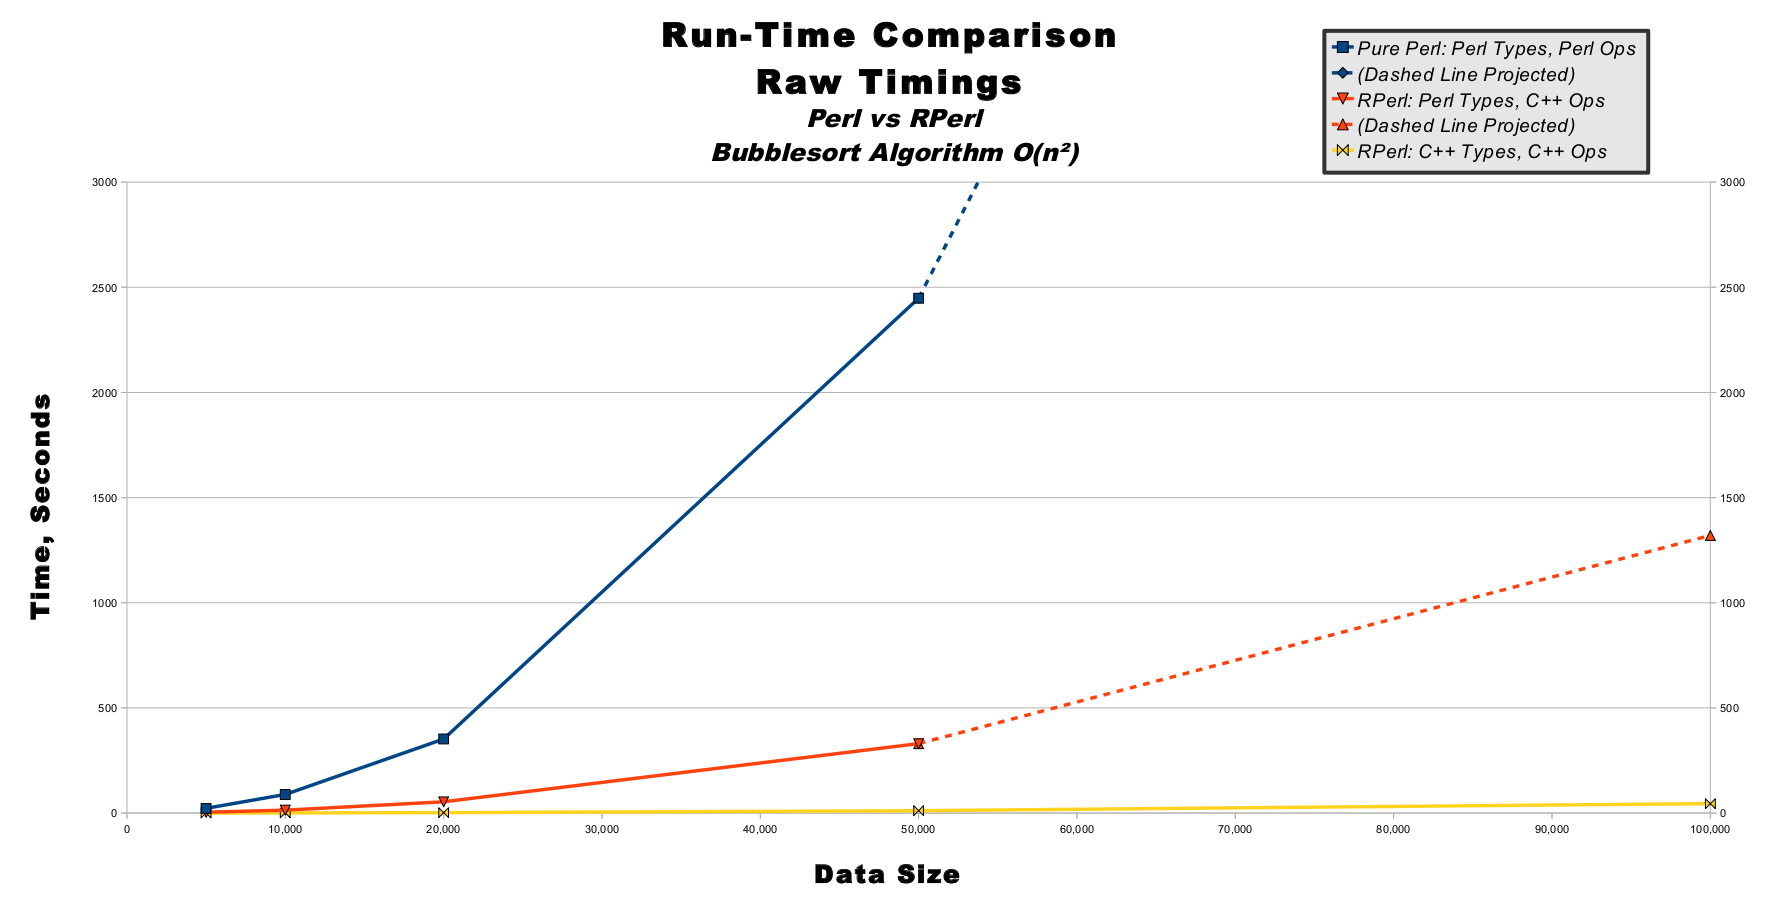 Run-Time Comparison
Raw Timings
Perl vs RPerl
Bubblesort Algorithm O(n²)
Pure Perl: Perl Types, Perl Ops
(Dashed Line Projected)
RPerl: Perl Types, C++ Ops
(Dashed Line Projected)
RPerl: C++ Types, C++ Ops
3000 3000
2500 2500
2000 2000
1500 1500
1000 1000
500 500
0 0
0 10,000 20,000 30,000 40,000 50,000 60,000 70,000 80,000 90,000 100,000
Time, Seconds
Data Size